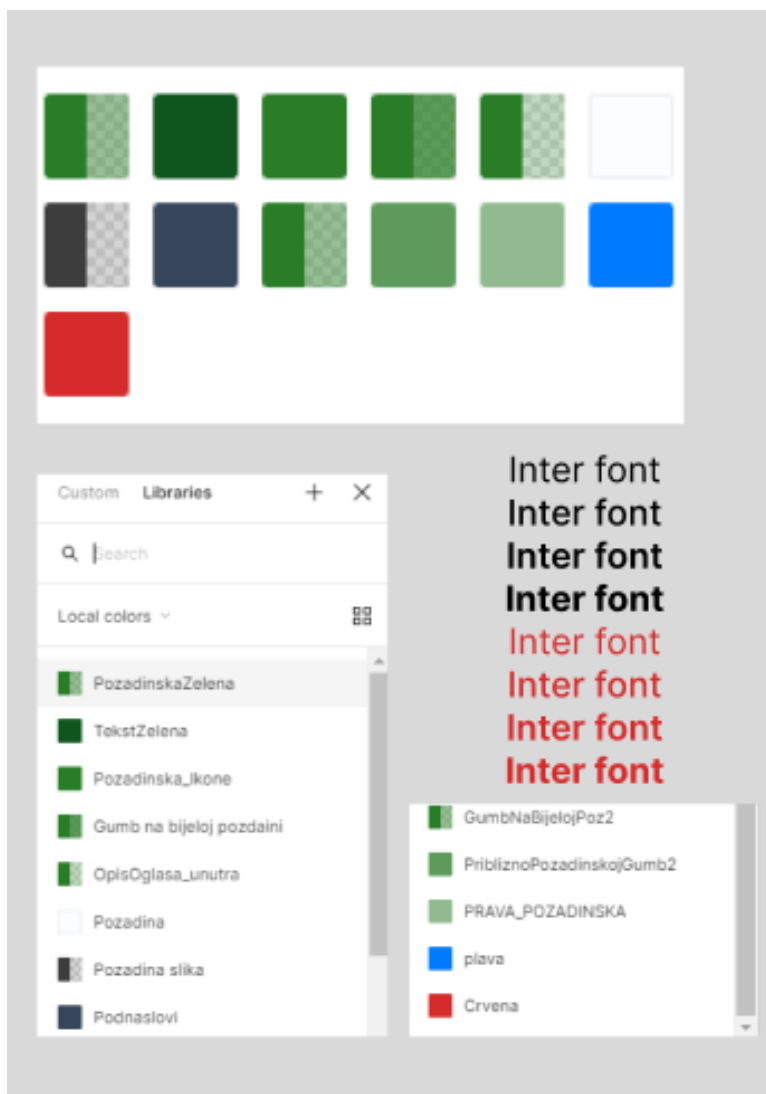 Custom Libraries
Search
Local colors
PozadinskaZelena
TekstZelena
Pozadinska_Ikone
Gumb na bijeloj pozdaini
OpisOglasa_unutra
Pozadina
Pozadina slika
Podnaslovi
Inter font
Inter font
Inter font
Inter font
Inter font
Inter font
Inter font
Inter font
GumbNaBijelojPoz2
PribliznoPozadinskojGumb2
PRAVA_POZADINSKA
plava
Crvena